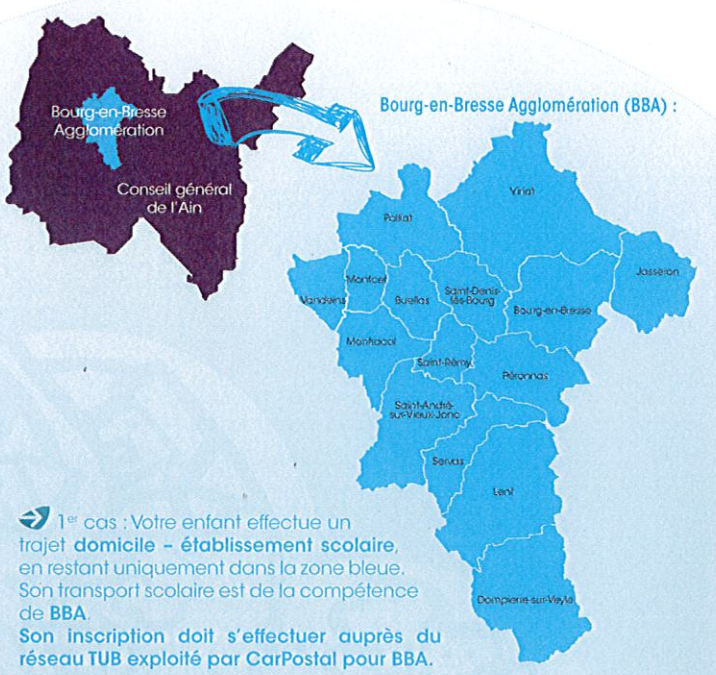 Bourg-en-Bresse
Agglomération
Conseil général
de l'Ain
Bourg-en-Bresse Agglomération (BBA) :
Viriat
Polliat
Jasseron
Montcet
Vandeins
Buellas
Saint-Denis-
lès-Bourg
Bourg-en-Bresse
Montracol
Saint-Rémy
Péronnas
Saint-André-
sur-Vieux-Jonc
Servas
Lent
Dompierre-sur-Veyle
1er cas : Votre enfant effectue un
trajet domicile – établissement scolaire,
en restant uniquement dans la zone bleue.
Son transport scolaire est de la compétence
de BBA.
Son inscription doit s'effectuer auprès du
réseau TUB exploité par CarPostal pour BBA.